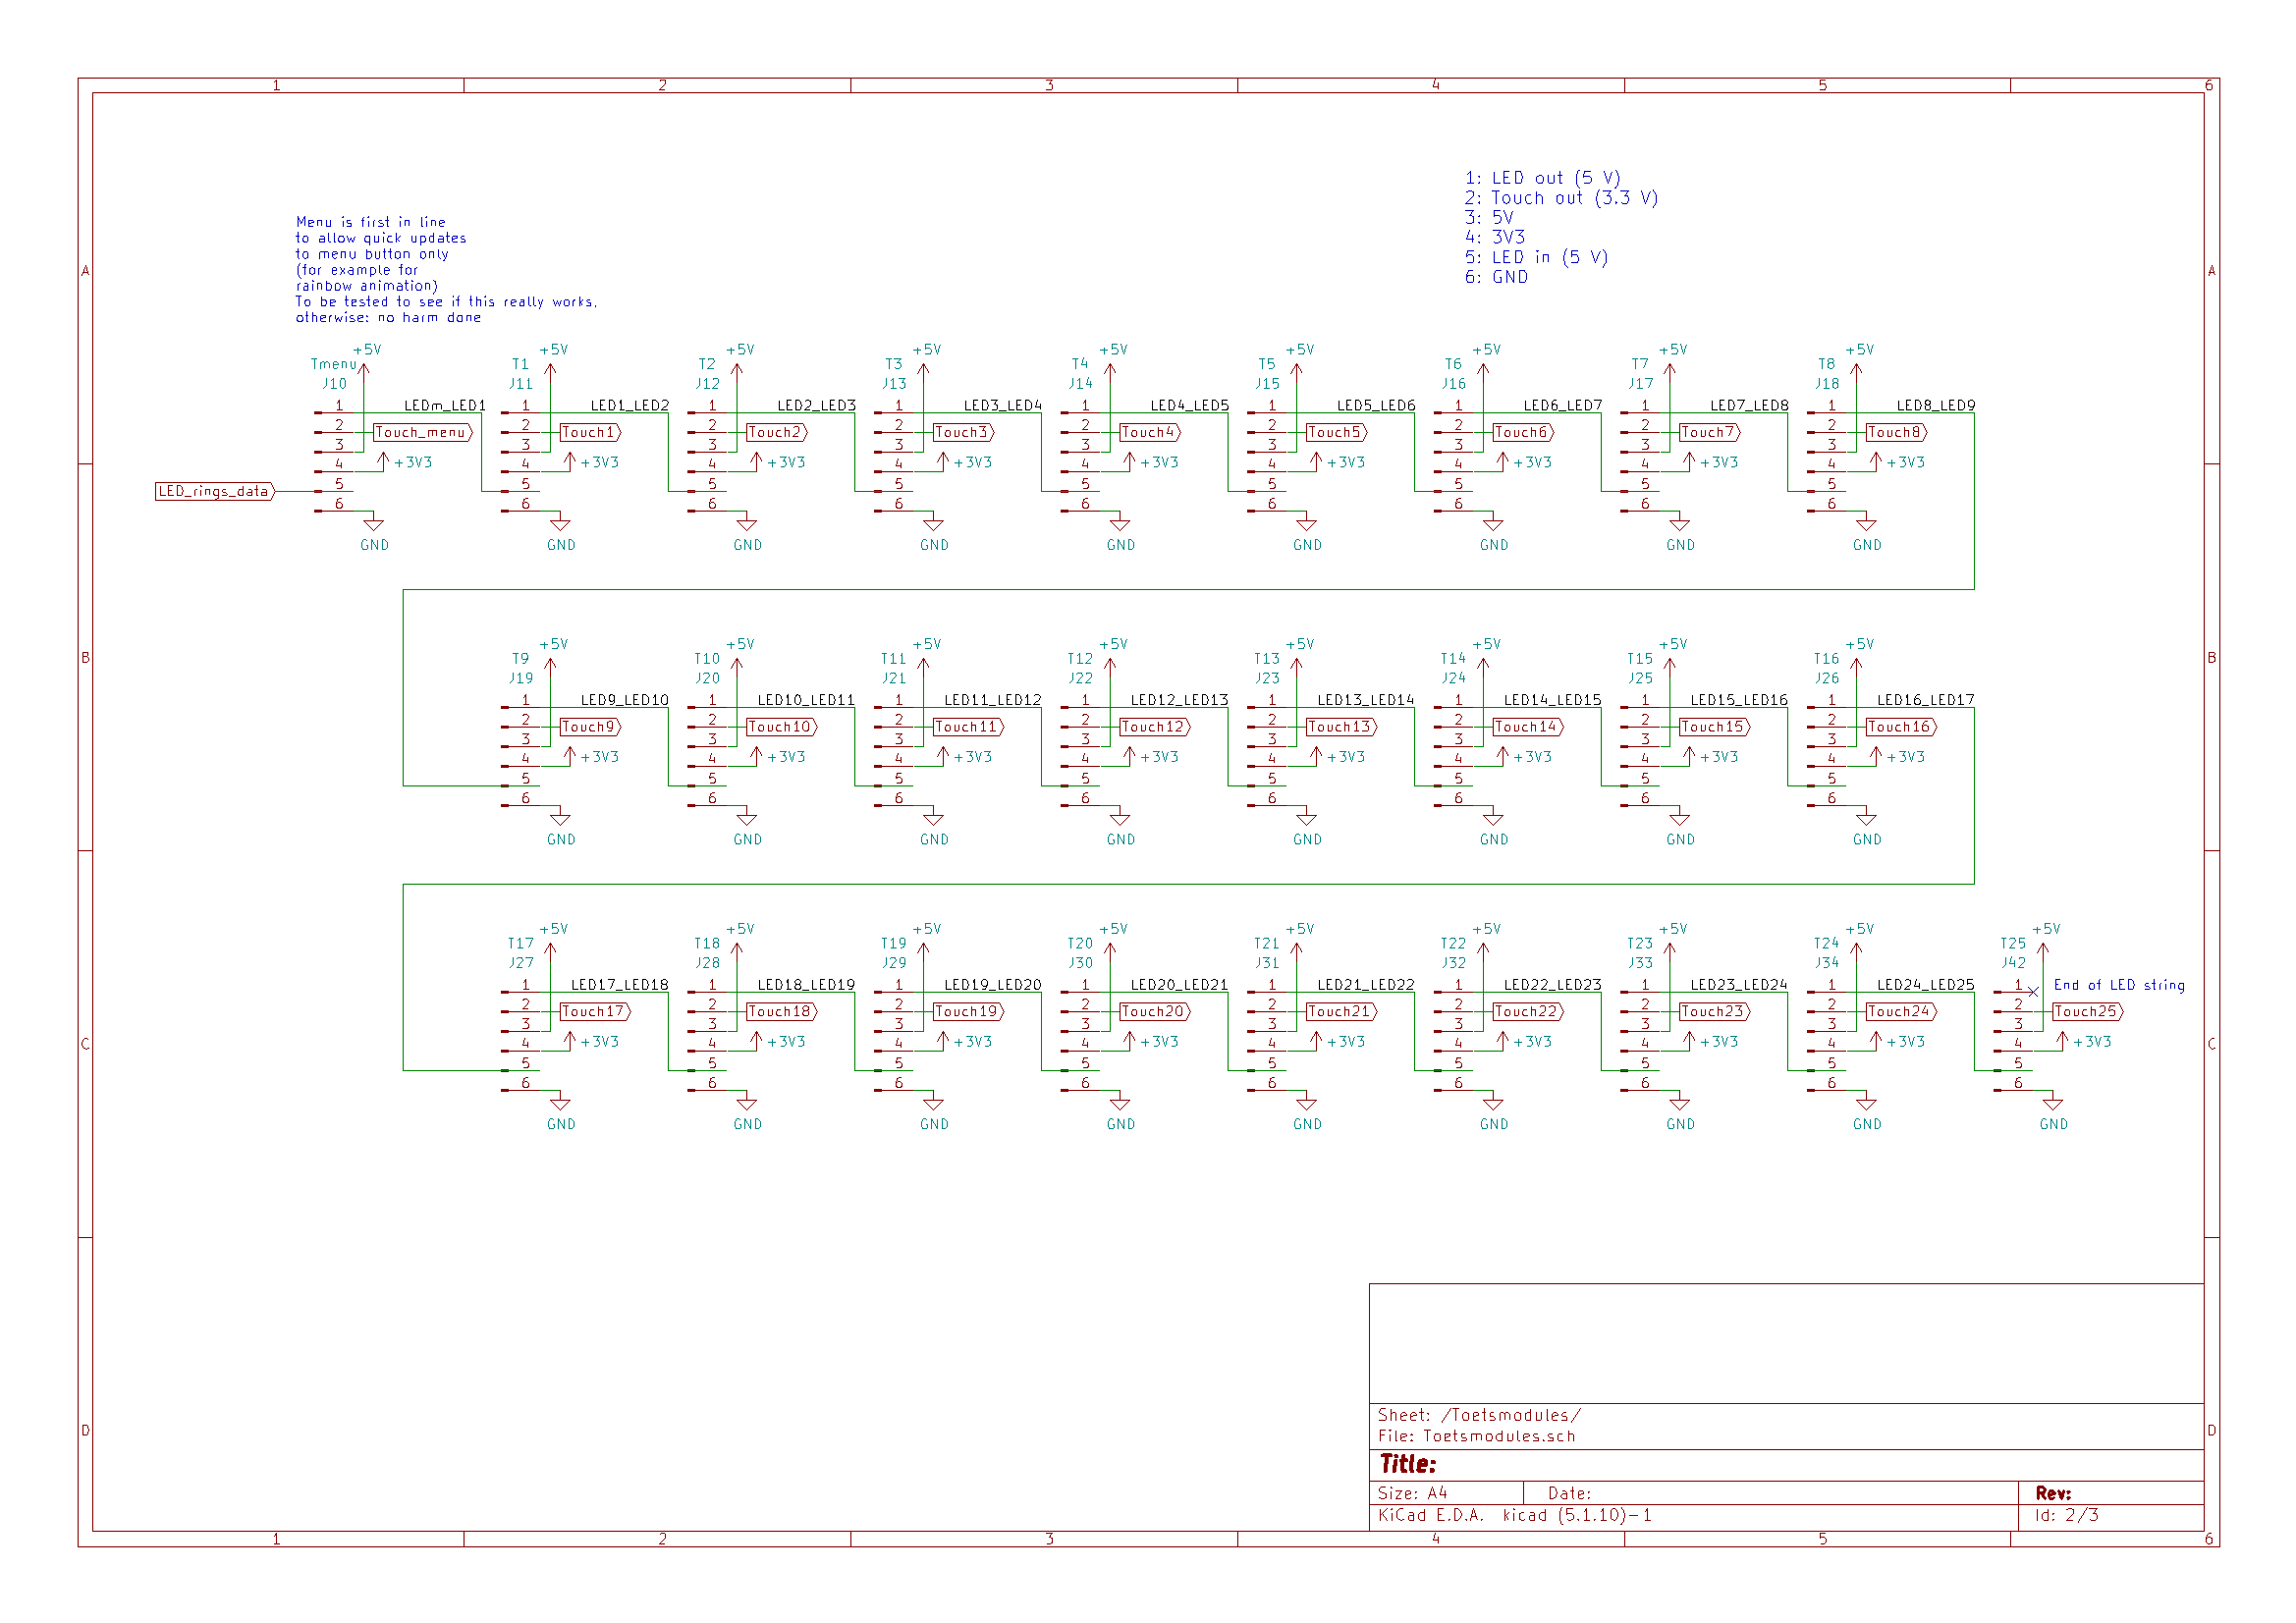 1 2 3 4 5 6
1: LED out (5 V)
2: Touch out (3.3 V)
3: 5V
4: 3V3
5: LED in (5 V)
6: GND
Menu is first in line
to allow quick updates
to menu button only
(for example for
rainbow animation)
To be tested to see if this really works,
otherwise: no harm done
A A
+5V +5V +5V +5V +5V +5V +5V +5V +5V
Tmenu T1 T2 T3 T4 T5 T6 T7 T8
J10 J11 J12 J13 J14 J15 J16 J17 J18
1 LEDm_LED1 1 LED1_LED2 1 LED2_LED3 1 LED3_LED4 1 LED4_LED5 1 LED5_LED6 1 LED6_LED7 1 LED7_LED8 1 LED8_LED9
2 Touch_menu 2 Touch1 2 Touch2 2 Touch3 2 Touch4 2 Touch5 2 Touch6 2 Touch7 2 Touch8
3 3 3 3 3 3 3 3 3
4 +3V3 4 +3V3 4 +3V3 4 +3V3 4 +3V3 4 +3V3 4 +3V3 4 +3V3 4 +3V3
LED_rings_data 5 5 5 5 5 5 5 5 5
6 6 6 6 6 6 6 6 6
GND GND GND GND GND GND GND GND GND
B B
+5V +5V +5V +5V +5V +5V +5V +5V
T9 T10 T11 T12 T13 T14 T15 T16
J19 J20 J21 J22 J23 J24 J25 J26
1 LED9_LED10 1 LED10_LED11 1 LED11_LED12 1 LED12_LED13 1 LED13_LED14 1 LED14_LED15 1 LED15_LED16 1 LED16_LED17
2 Touch9 2 Touch10 2 Touch11 2 Touch12 2 Touch13 2 Touch14 2 Touch15 2 Touch16
3 3 3 3 3 3 3 3
4 +3V3 4 +3V3 4 +3V3 4 +3V3 4 +3V3 4 +3V3 4 +3V3 4 +3V3
5 5 5 5 5 5 5 5
6 6 6 6 6 6 6 6
GND GND GND GND GND GND GND GND
+5V +5V +5V +5V +5V +5V +5V +5V +5V
T17 T18 T19 T20 T21 T22 T23 T24 T25
J27 J28 J29 J30 J31 J32 J33 J34 J42
1 LED17_LED18 1 LED18_LED19 1 LED19_LED20 1 LED20_LED21 1 LED21_LED22 1 LED22_LED23 1 LED23_LED24 1 LED24_LED25 1 End of LED string
2 Touch17 2 Touch18 2 Touch19 2 Touch20 2 Touch21 2 Touch22 2 Touch23 2 Touch24 2 Touch25
3 3 3 3 3 3 3 3 3
4 +3V3 4 +3V3 4 +3V3 4 +3V3 4 +3V3 4 +3V3 4 +3V3 4 +3V3 4 +3V3
C C
5 5 5 5 5 5 5 5 5
6 6 6 6 6 6 6 6 6
GND GND GND GND GND GND GND GND GND
Sheet: /Toetsmodules/
File: Toetsmodules.sch
D D
Title:
Size: A4 Date: Rev:
KiCad E.D.A. kicad (5.1.10)-1 Id: 2/3
1 2 3 4 5 6